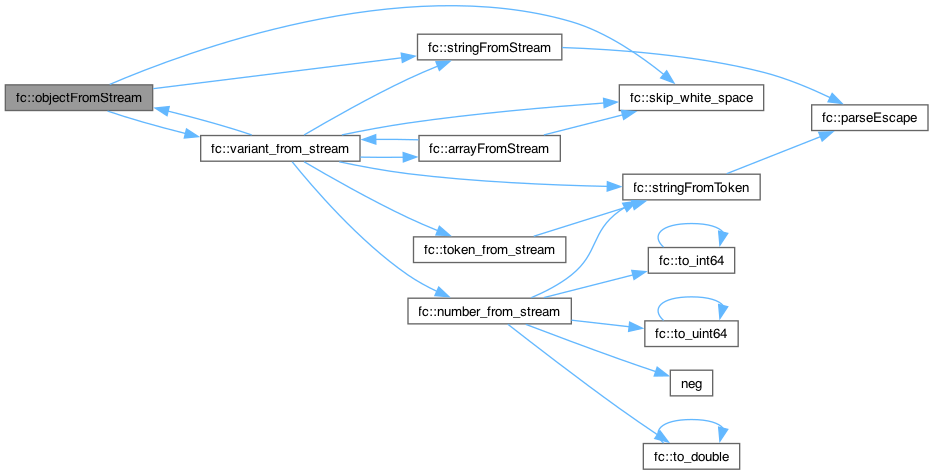 fc::objectFromStream
fc::stringFromStream
fc::skip_white_space
fc::parseEscape
fc::variant_from_stream
fc::arrayFromStream
fc::stringFromToken
fc::token_from_stream
fc::to_int64
fc::number_from_stream
fc::to_uint64
neg
fc::to_double